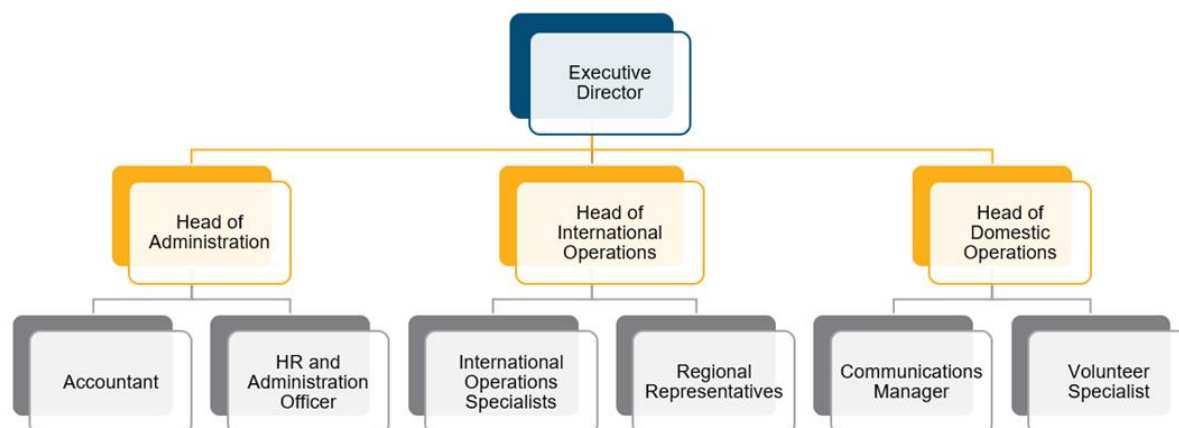 Executive
Director
Head of
Administration
Head of
International
Operations
Head of
Domestic
Operations
Accountant
HR and
Administration
Officer
International
Operations
Specialists
Regional
Representatives
Communications
Manager
Volunteer
Specialist